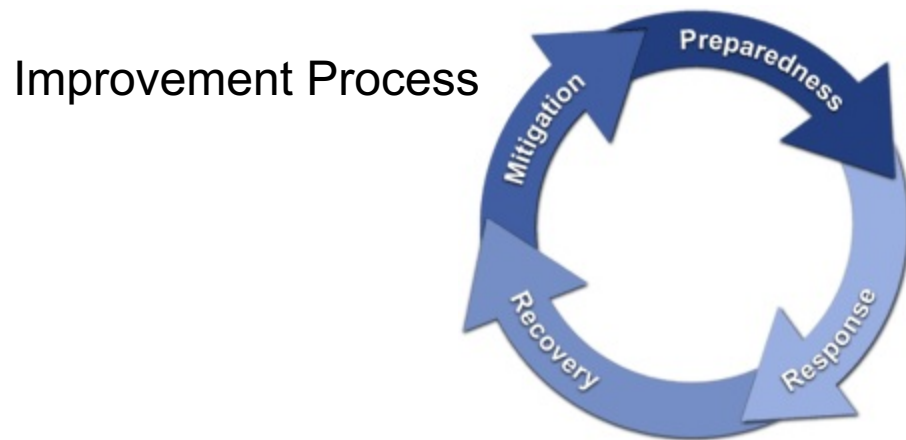 Improvement Process
Preparedness
Mitigation
Recovery
Response